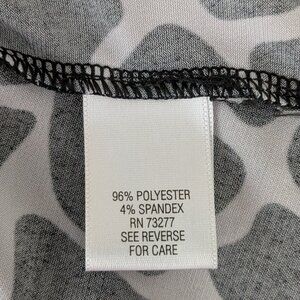 96% POLYESTER
4% SPANDEX
RN 73277
SEE REVERSE
FOR CARE